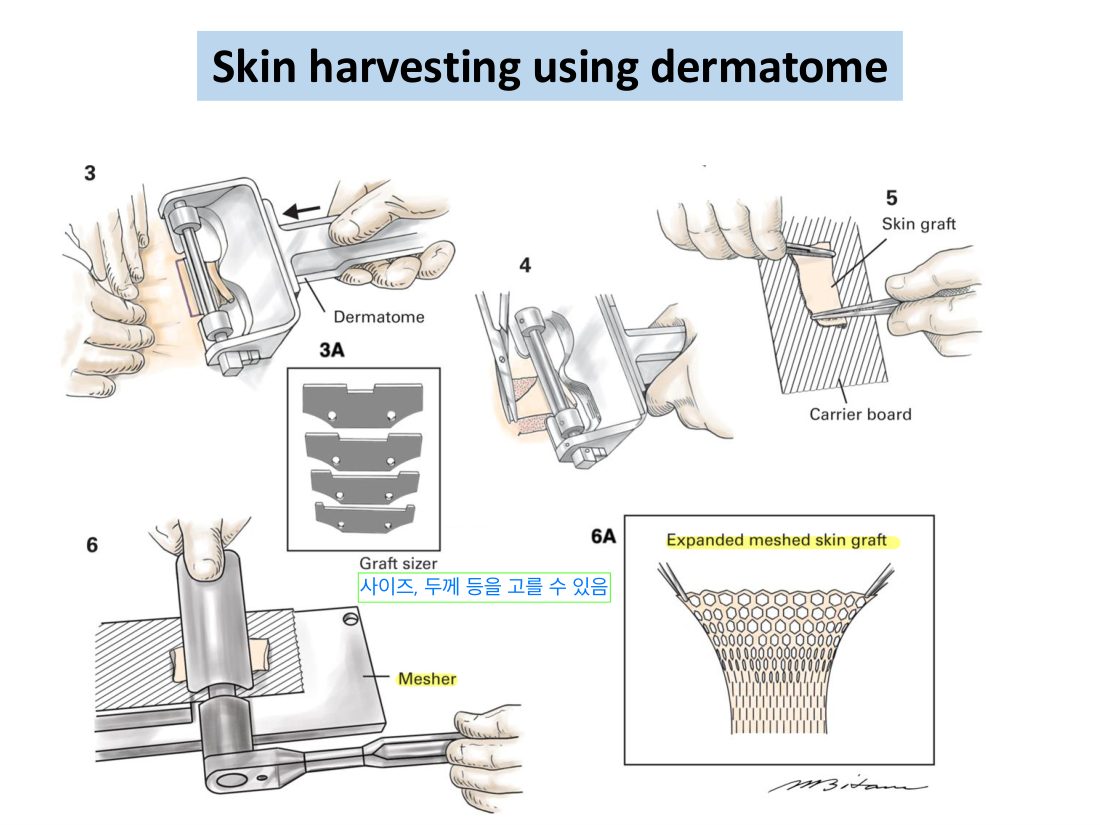 Skin harvesting using dermatome
3
Dermatome
3A
Graft sizer
사이즈, 두께 등을 고를 수 있음
4
5
Skin graft
Carrier board
6
Mesher
6A
Expanded meshed skin graft